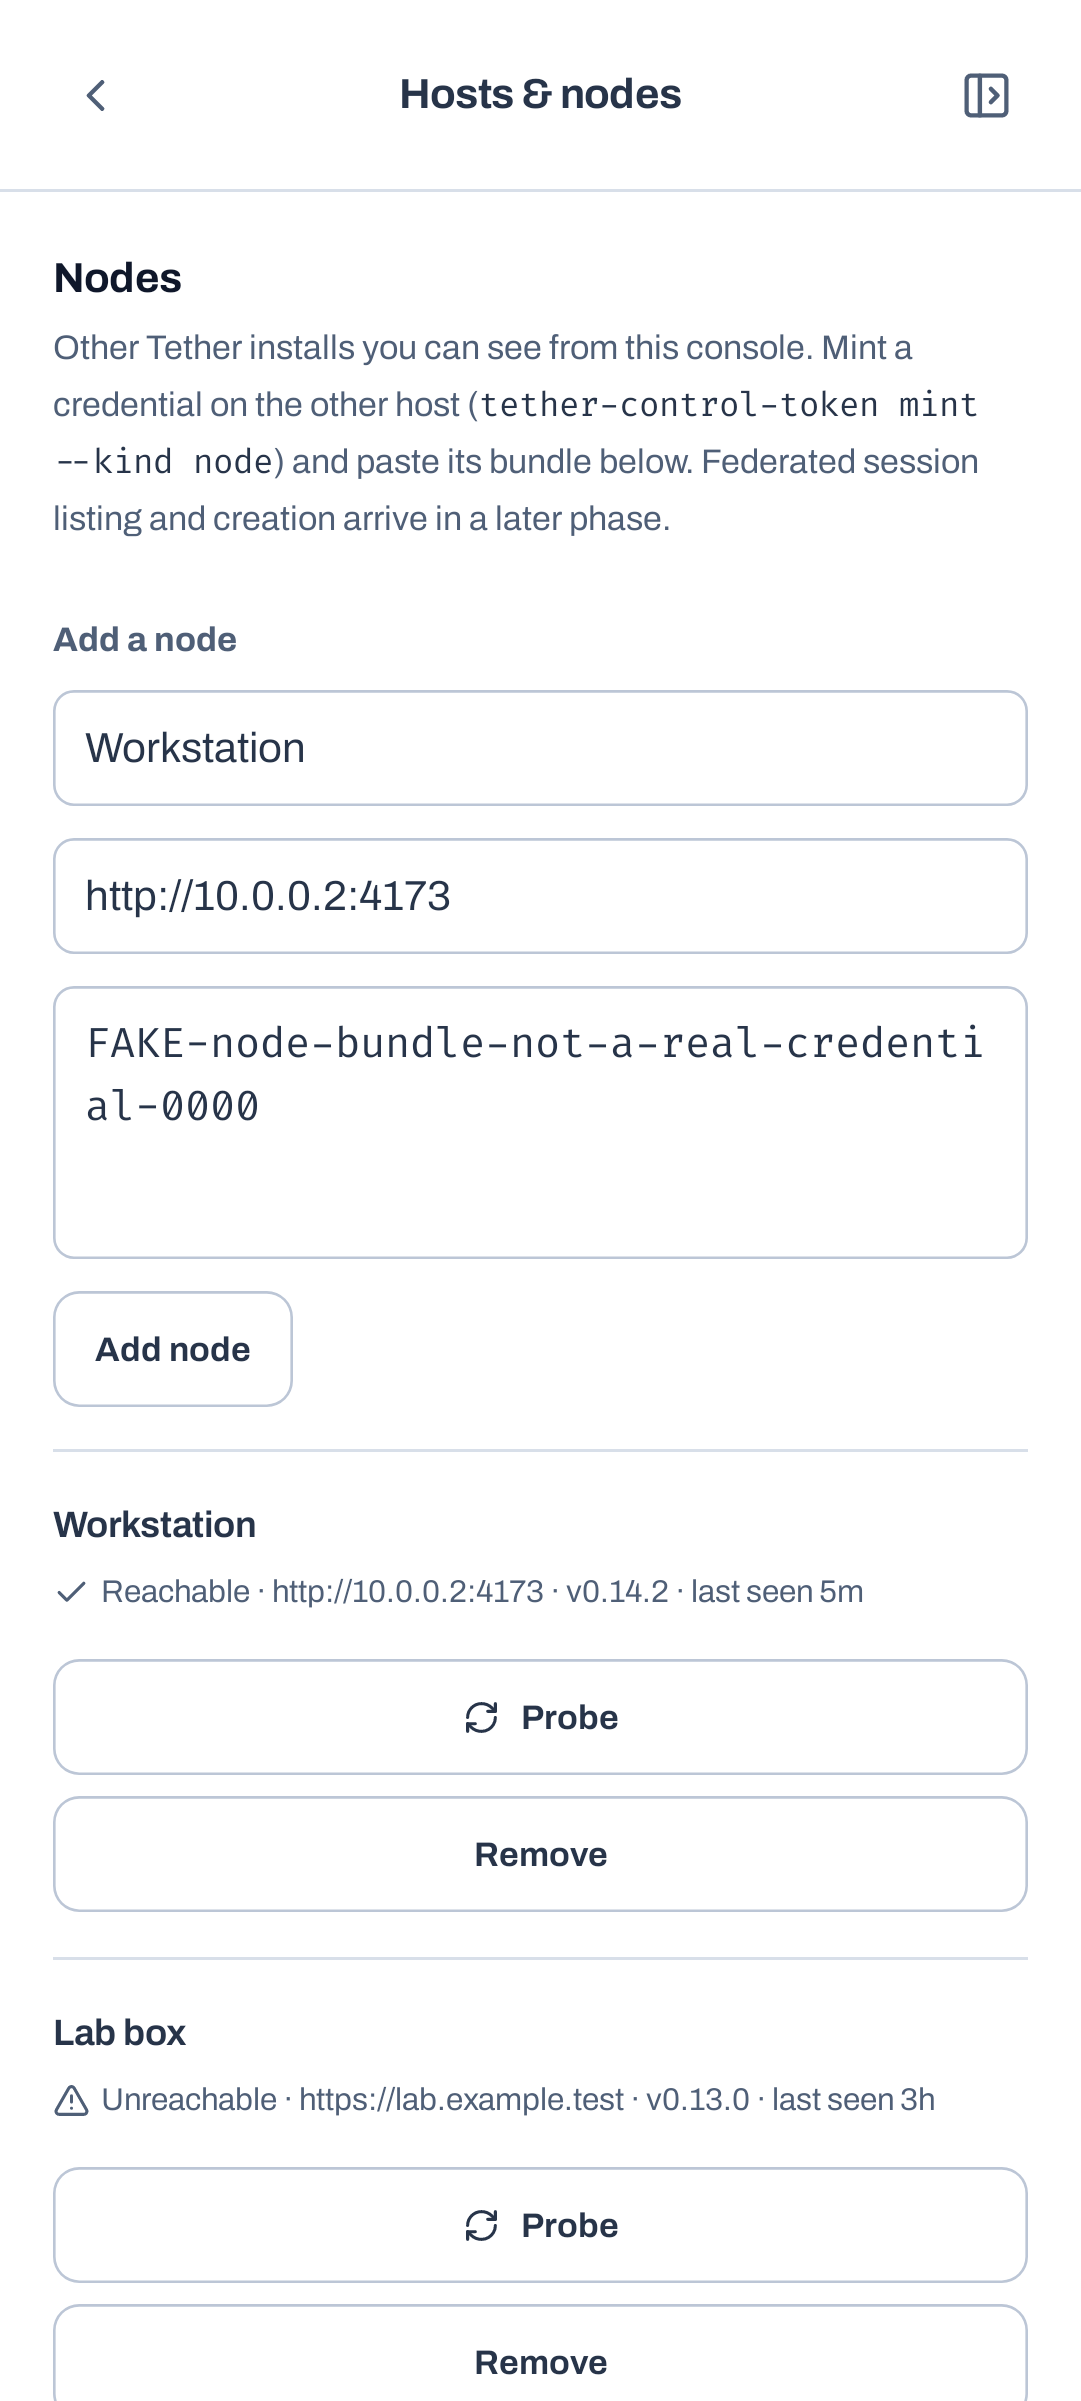 Hosts & nodes
Nodes
Other Tether installs you can see from this console. Mint a
credential on the other host (tether-control-token mint
--kind node) and paste its bundle below. Federated session
listing and creation arrive in a later phase.
Add a node
Workstation
http://10.0.0.2:4173
FAKE-node-bundle-not-a-real-credenti
al-0000
Add node
Workstation
Reachable · http://10.0.0.2:4173 · v0.14.2 · last seen 5m
Probe
Remove
Lab box
Unreachable · https://lab.example.test · v0.13.0 · last seen 3h
Probe
Remove